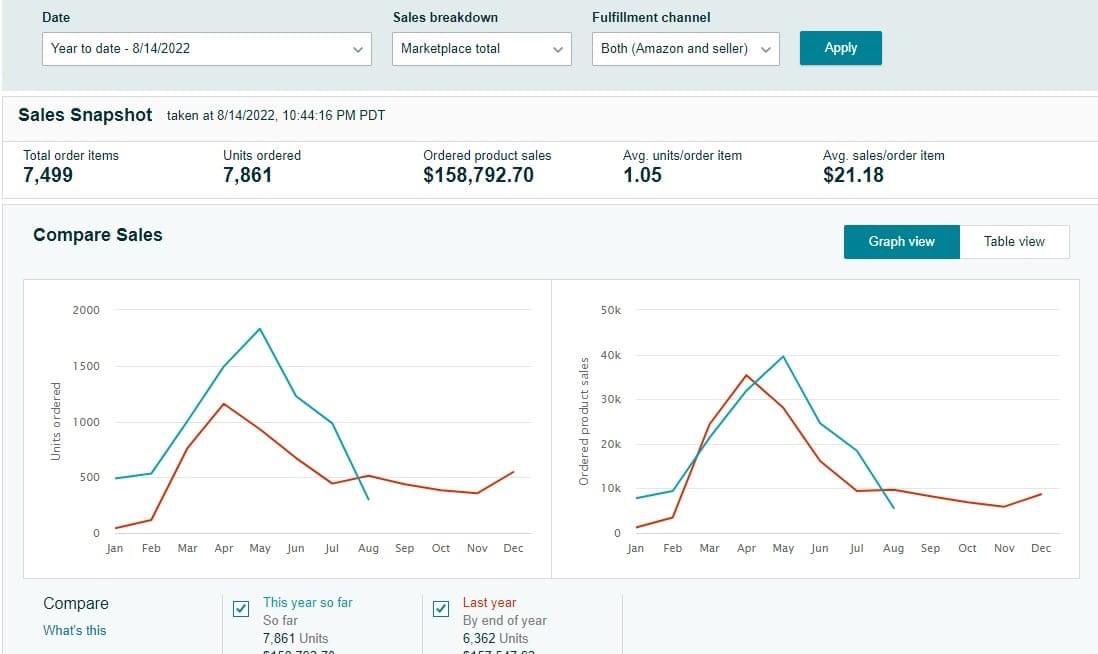 Date
Sales breakdown
Fulfillment channel
Year to date - 8/14/2022
Marketplace total
Both (Amazon and seller)
Apply
Sales Snapshot taken at 8/14/2022, 10:44:16 PM PDT
Total order items
Units ordered
Ordered product sales
Avg. units/order item
Avg. sales/order item
7,499
7,861
$158,792.70
1.05
$21.18
Compare Sales
Graph view
Table view
Units ordered
2000
1500
1000
500
0
Jan Feb Mar Apr May Jun Jul Aug Sep Oct Nov Dec
Ordered product sales
50k
40k
30k
20k
10k
0
Jan Feb Mar Apr May Jun Jul Aug Sep Oct Nov Dec
Compare
What's this
This year so far
So far
7,861 Units
Last year
By end of year
6,362 Units